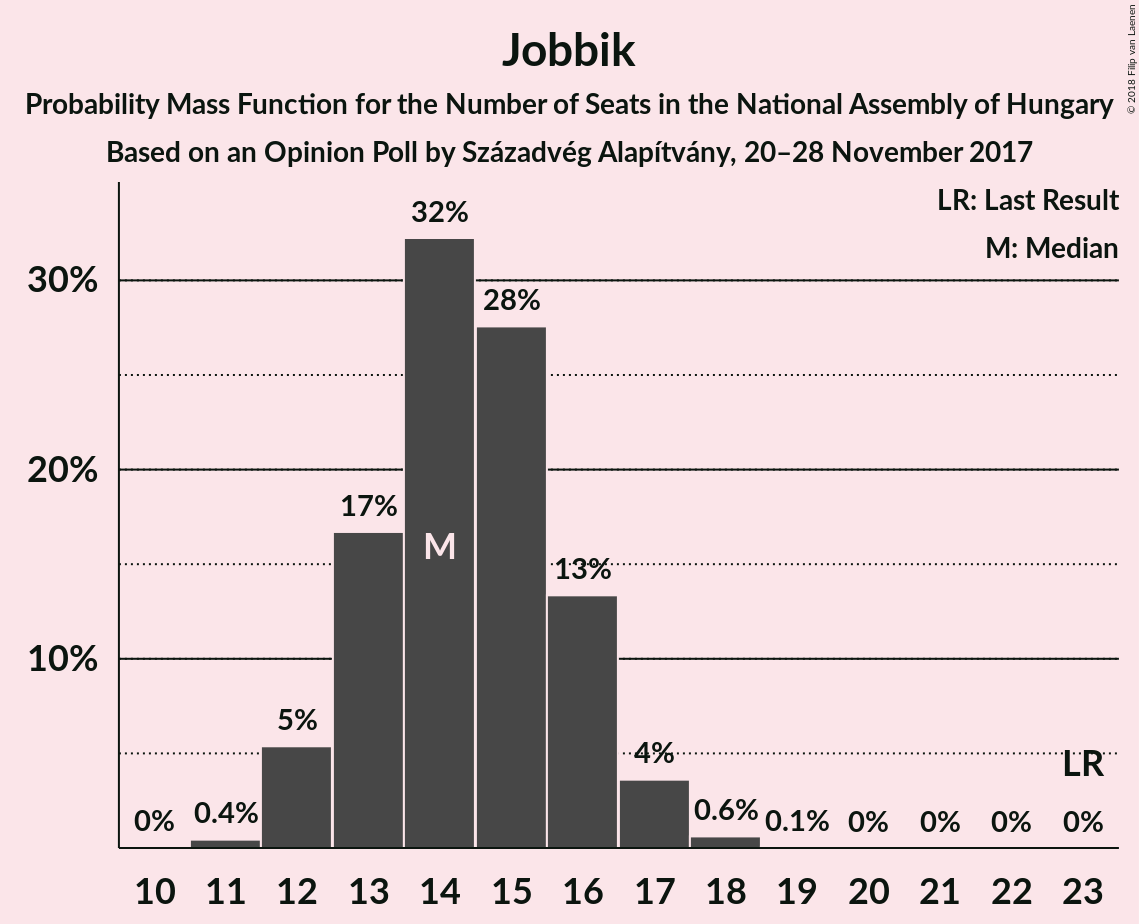 Jobbik
Probability Mass Function for the Number of Seats in the National Assembly of Hungary
Based on an Opinion Poll by Századvég Alapítvány, 20–28 November 2017
© 2018 Filip van Laenen
LR: Last Result
M: Median
30%
20%
10%
0%
0.4%
5%
17%
32%
28%
13%
4%
0.6%
0.1%
0%
0%
0%
0%
M
LR
10 11 12 13 14 15 16 17 18 19 20 21 22 23